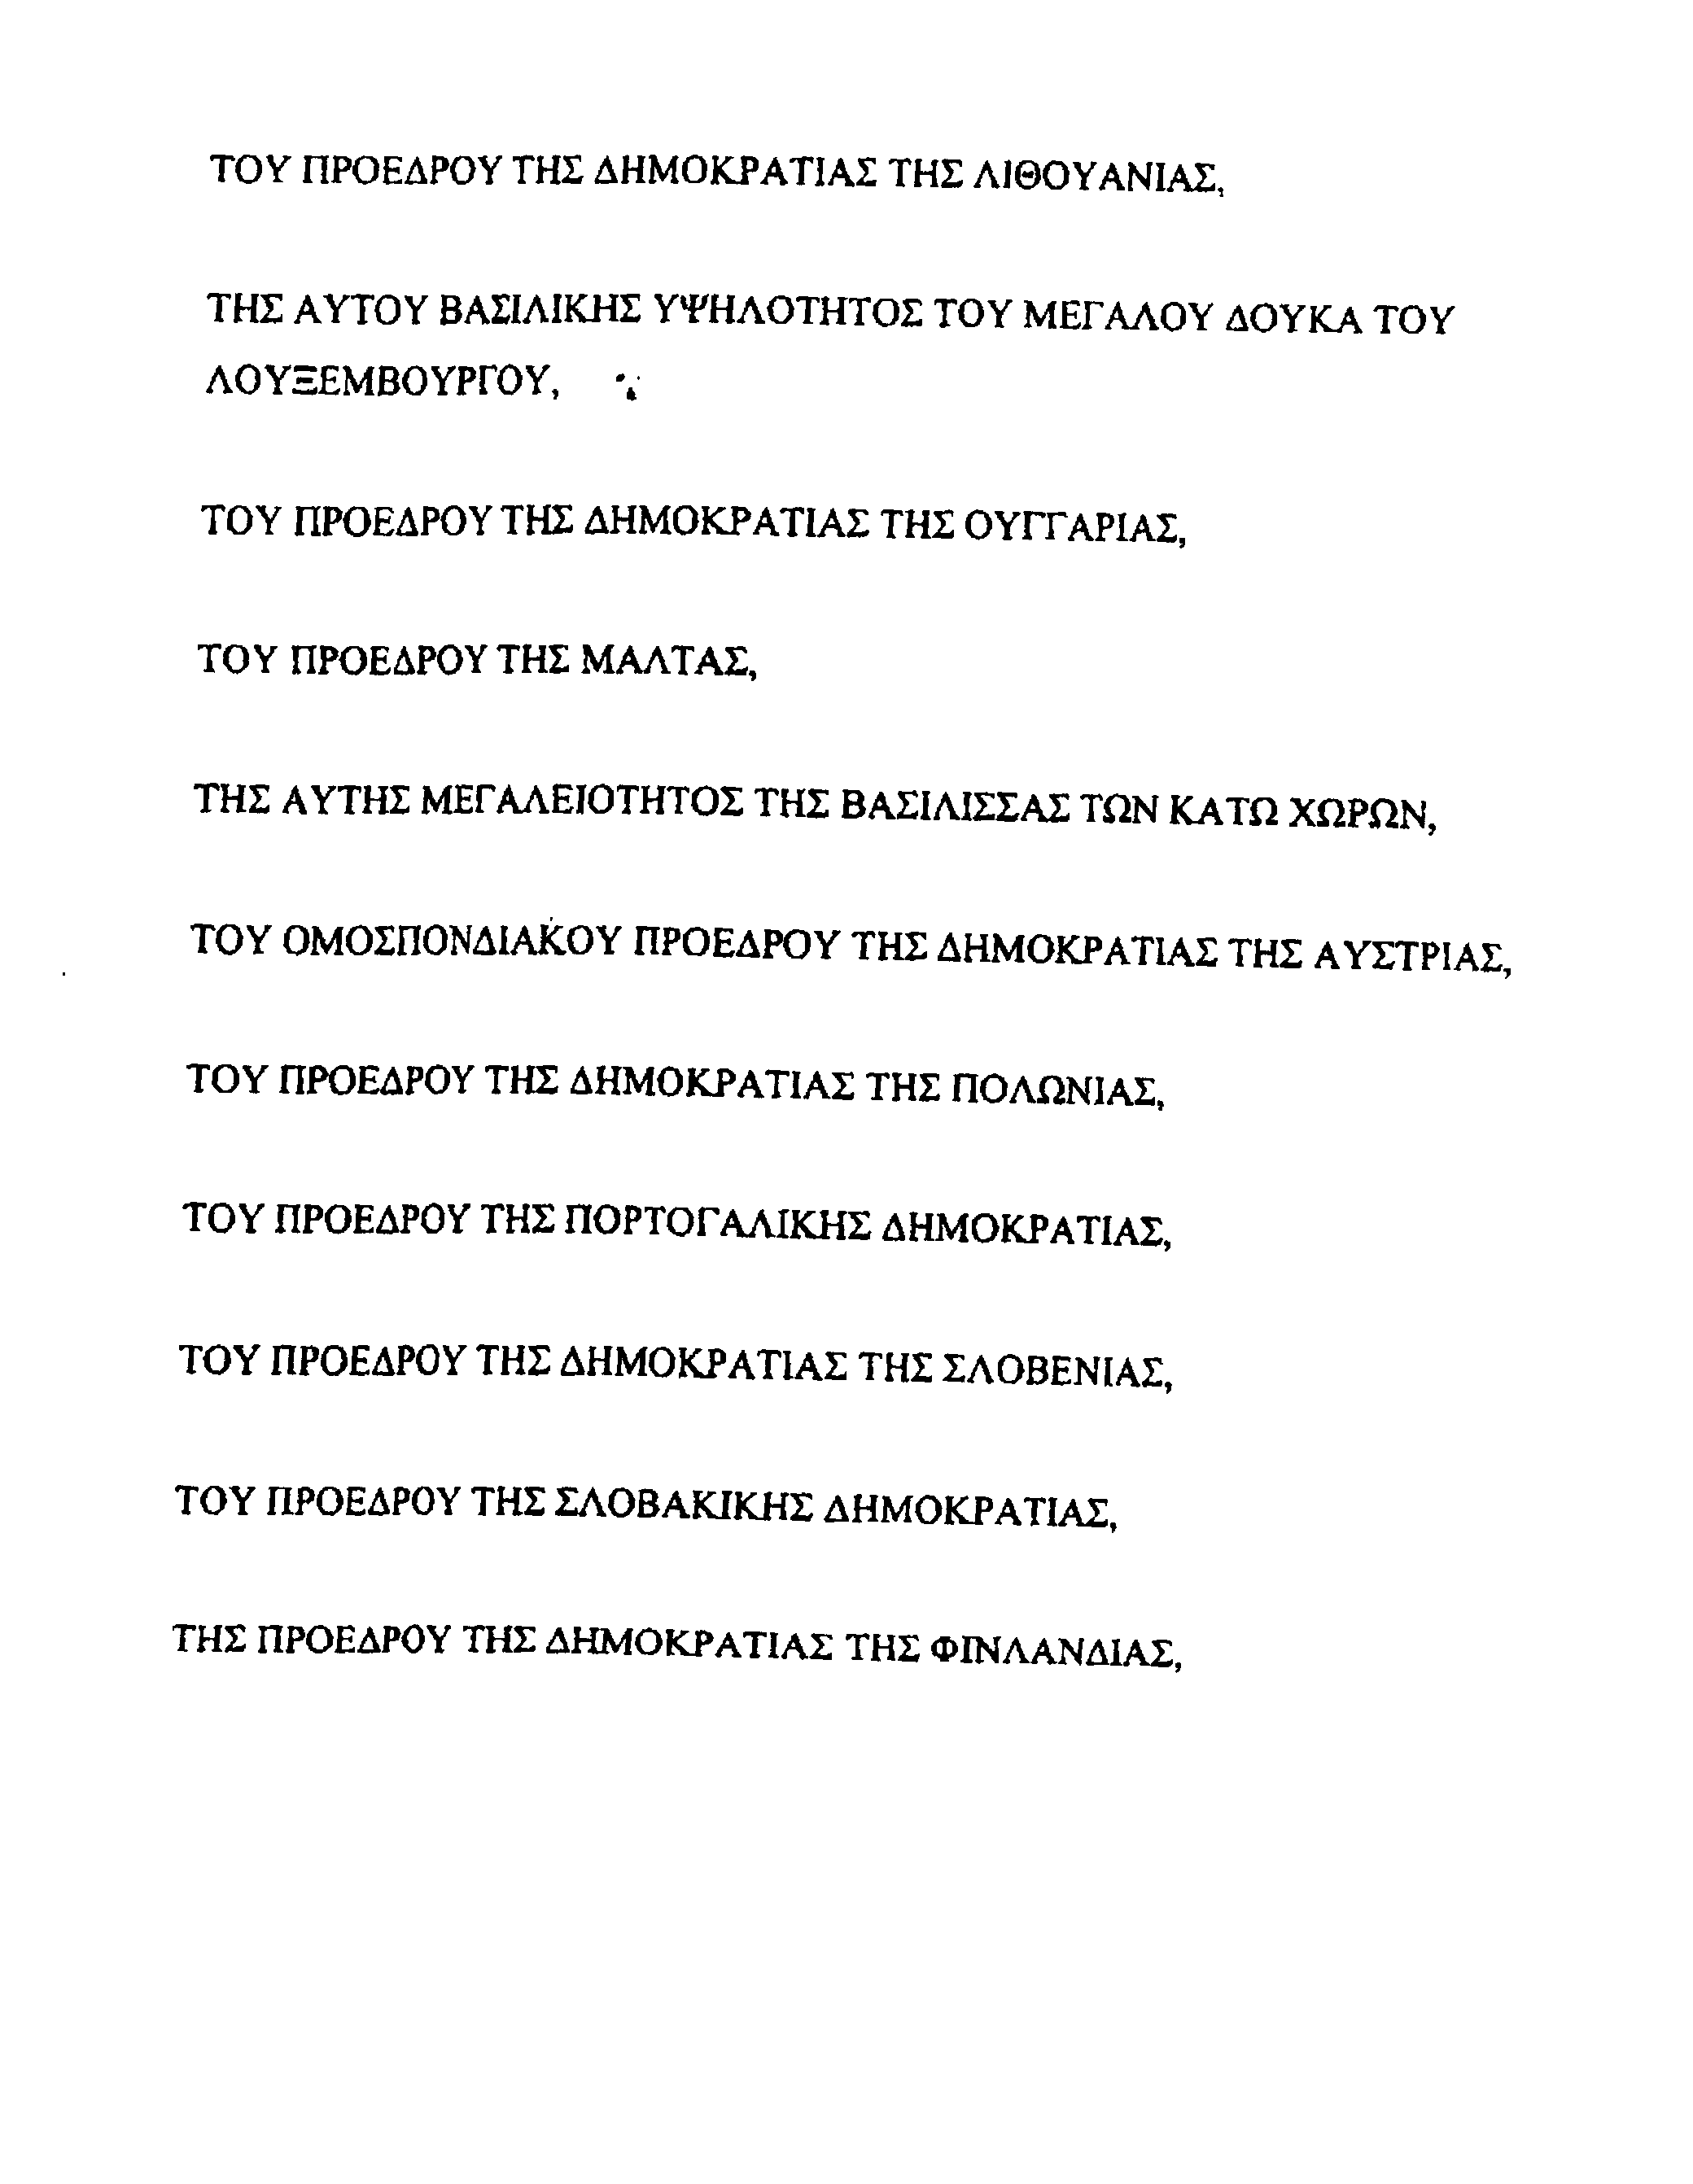 ΤΟΥ ΠΡΟΕΔΡΟΥ ΤΗΣ ΔΗΜΟΚΡΑΤΙΑΣ ΤΗΣ ΛΙΘΟΥΑΝΙΑΣ,
ΤΗΣ ΑΥΤΟΥ ΒΑΣΙΛΙΚΗΣ ΥΨΗΛΟΤΗΤΟΣ ΤΟΥ ΜΕΓΑΛΟΥ ΔΟΥΚΑ ΤΟΥ
ΛΟΥΞΕΜΒΟΥΡΓΟΥ,
ΤΟΥ ΠΡΟΕΔΡΟΥ ΤΗΣ ΔΗΜΟΚΡΑΤΙΑΣ ΤΗΣ ΟΥΓΓΑΡΙΑΣ,
ΤΟΥ ΠΡΟΕΔΡΟΥ ΤΗΣ ΜΑΛΤΑΣ,
ΤΗΣ ΑΥΤΗΣ ΜΕΓΑΛΕΙΟΤΗΤΟΣ ΤΗΣ ΒΑΣΙΛΙΣΣΑΣ ΤΩΝ ΚΑΤΩ ΧΩΡΩΝ,
ΤΟΥ ΟΜΟΣΠΟΝΔΙΑΚΟΥ ΠΡΟΕΔΡΟΥ ΤΗΣ ΔΗΜΟΚΡΑΤΙΑΣ ΤΗΣ ΑΥΣΤΡΙΑΣ,
ΤΟΥ ΠΡΟΕΔΡΟΥ ΤΗΣ ΔΗΜΟΚΡΑΤΙΑΣ ΤΗΣ ΠΟΛΩΝΙΑΣ,
ΤΟΥ ΠΡΟΕΔΡΟΥ ΤΗΣ ΠΟΡΤΟΓΑΛΙΚΗΣ ΔΗΜΟΚΡΑΤΙΑΣ,
ΤΟΥ ΠΡΟΕΔΡΟΥ ΤΗΣ ΔΗΜΟΚΡΑΤΙΑΣ ΤΗΣ ΣΛΟΒΕΝΙΑΣ,
ΤΟΥ ΠΡΟΕΔΡΟΥ ΤΗΣ ΣΛΟΒΑΚΙΚΗΣ ΔΗΜΟΚΡΑΤΙΑΣ,
ΤΗΣ ΠΡΟΕΔΡΟΥ ΤΗΣ ΔΗΜΟΚΡΑΤΙΑΣ ΤΗΣ ΦΙΝΛΑΝΔΙΑΣ,